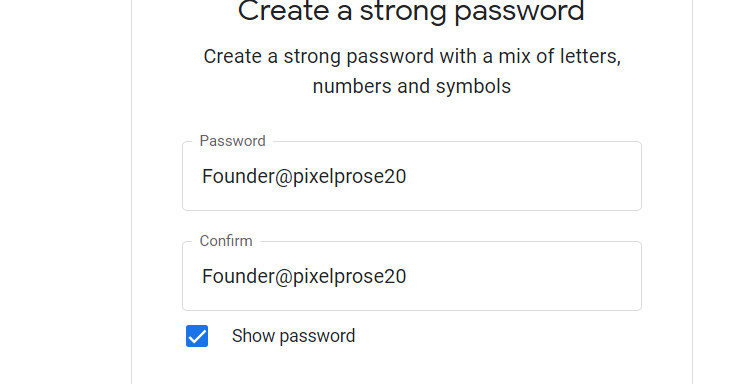 Create a strong password
Create a strong password with a mix of letters,
numbers and symbols
Password
Founder@pixelprose20
Confirm
Founder@pixelprose20
Show password